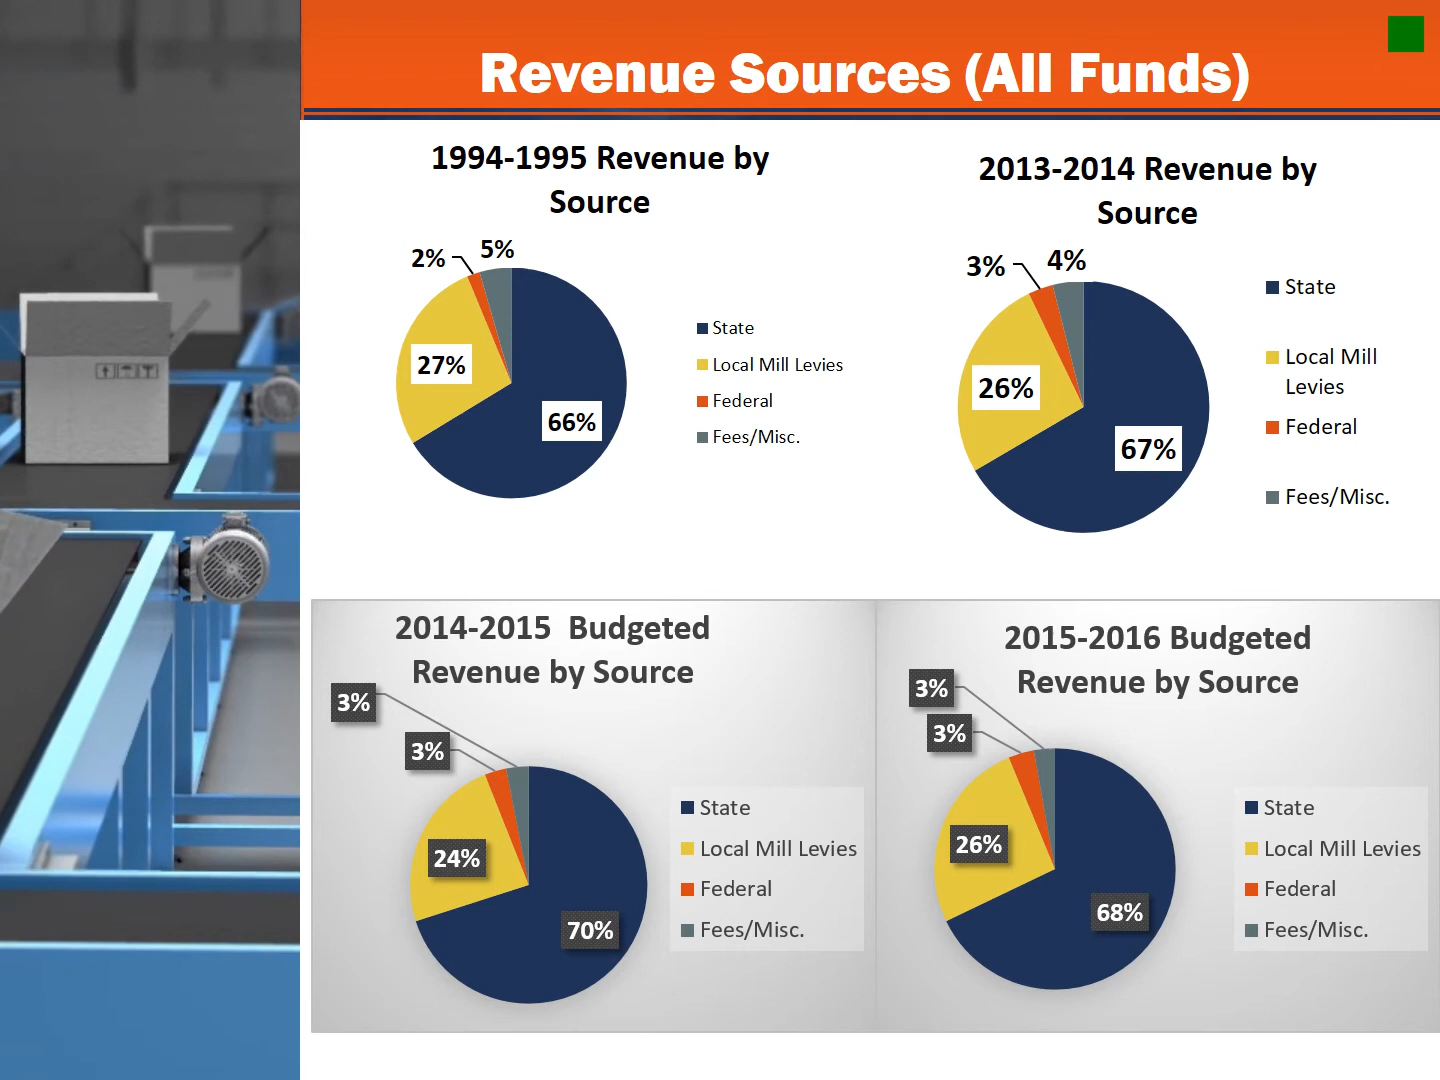 Revenue Sources (All Funds)
1994-1995 Revenue by
Source
2% 5%
27%
66%
State
Local Mill Levies
Federal
Fees/Misc.
2013-2014 Revenue by
Source
3% 4%
26%
67%
State
Local Mill
Levies
Federal
Fees/Misc.
2014-2015  Budgeted
Revenue by Source
3%
3%
24%
70%
State
Local Mill Levies
Federal
Fees/Misc.
2015-2016 Budgeted
Revenue by Source
3%
3%
26%
68%
State
Local Mill Levies
Federal
Fees/Misc.